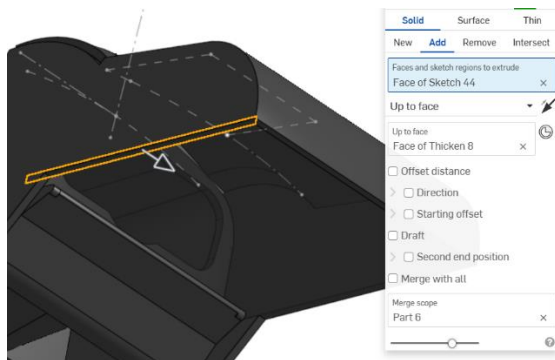 Solid Surface Thin
New Add Remove Intersect
Faces and sketch regions to extrude
Face of Sketch 44
Up to face
Up to face
Face of Thicken 8
Offset distance
Direction
Starting offset
Draft
Second end position
Merge with all
Merge scope
Part 6